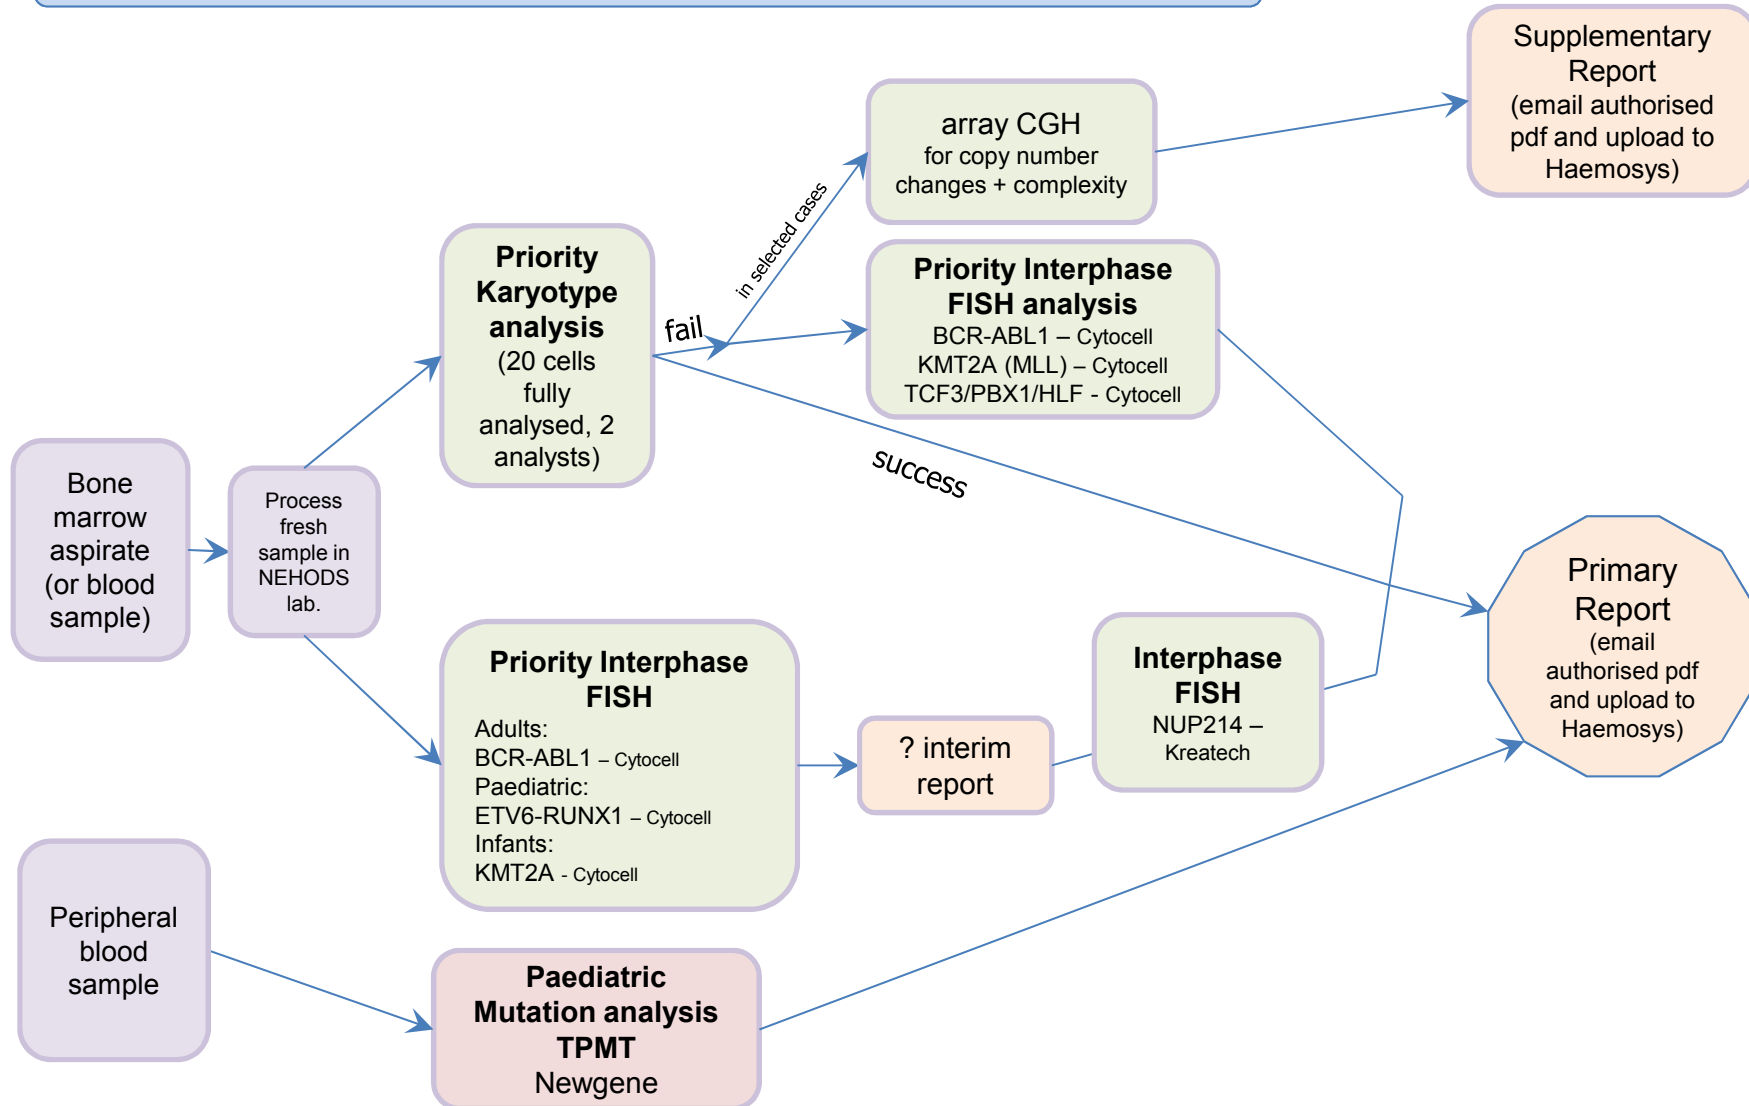 Supplementary
Report
(email authorised
pdf and upload to
Haemosys)
array CGH
for copy number
changes + complexity
in selected cases
Priority
Karyotype
analysis
(20 cells
fully
analysed, 2
analysts)
fail
success
Priority Interphase
FISH analysis
BCR-ABL1 – Cytocell
KMT2A (MLL) – Cytocell
TCF3/PBX1/HLF - Cytocell
Bone
marrow
aspirate
(or blood
sample)
Process
fresh
sample in
NEHODS
lab.
Priority Interphase
FISH
Adults:
BCR-ABL1 – Cytocell
Paediatric:
ETV6-RUNX1 – Cytocell
Infants:
KMT2A - Cytocell
? interim
report
Interphase
FISH
NUP214 –
Kreatech
Primary
Report
(email
authorised pdf
and upload to
Haemosys)
Peripheral
blood
sample
Paediatric
Mutation analysis
TPMT
Newgene